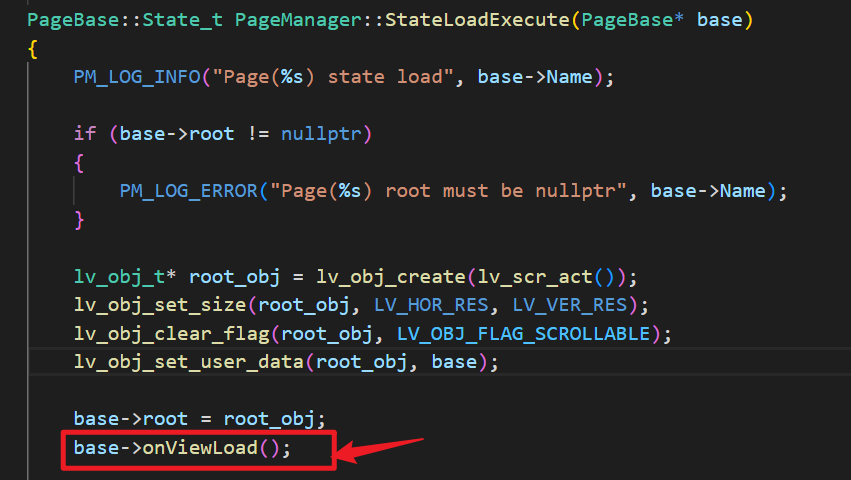 PageBase::State_t PageManager::StateLoadExecute(PageBase* base)
{
    PM_LOG_INFO("Page(%s) state load", base->Name);
    if (base->root != nullptr)
    {
        PM_LOG_ERROR("Page(%s) root must be nullptr", base->Name);
    }
    lv_obj_t* root_obj = lv_obj_create(lv_scr_act());
    lv_obj_set_size(root_obj, LV_HOR_RES, LV_VER_RES);
    lv_obj_clear_flag(root_obj, LV_OBJ_FLAG_SCROLLABLE);
    lv_obj_set_user_data(root_obj, base);
    base->root = root_obj;
    base->onViewLoad();